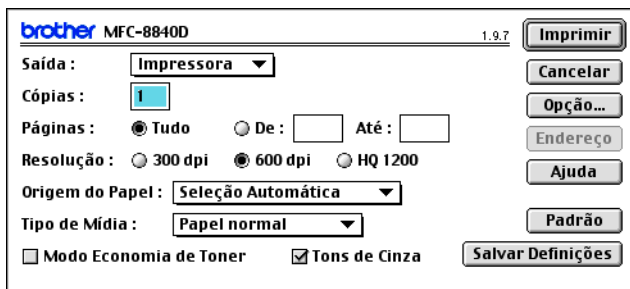 brother MFC-8840D 1.9.7 Imprimir
Saída : Impressora
Cancelar
Cópias : 1
Opção...
Páginas : Tudo De : Até :
Endereço
Resolução : 300 dpi 600 dpi HQ 1200
Ajuda
Origem do Papel : Seleção Automática
Tipo de Mídia : Papel normal Padrão
Modo Economia de Toner Tons de Cinza Salvar Definições